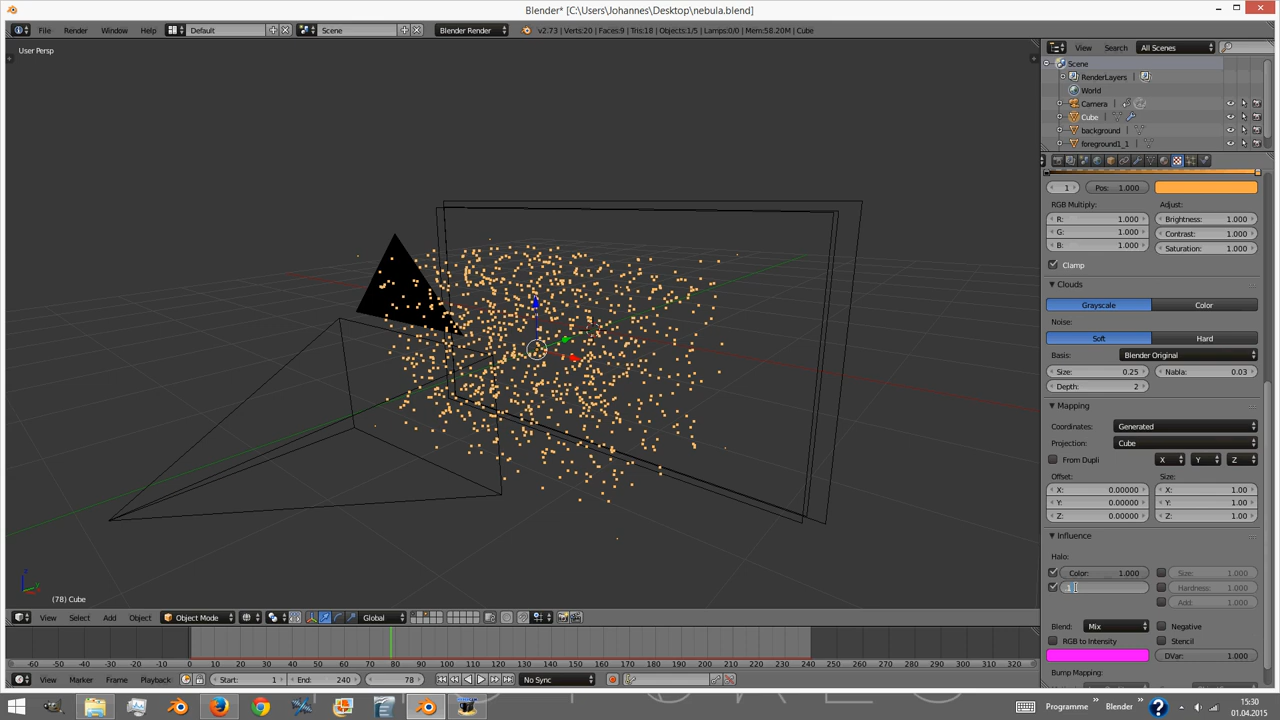 Blender* [C:\Users\Johannes\Desktop\nebula.blend]
File Render Window Help Default Scene Blender Render v2.73 | Verts:20 | Faces:9 | Tris:18 | Objects:1/5 | Lamps:0/0 | Mem:58.20M | Cube
View Search All Scenes
User Persp
Scene
RenderLayers
World
Camera
Cube
background
foreground1_1
1 Pos: 1.000
RGB Multiply: Adjust:
R: 1.000 Brightness: 1.000
G: 1.000 Contrast: 1.000
B: 1.000 Saturation: 1.000
Clamp
Clouds
Grayscale Color
Noise:
Soft Hard
Basis: Blender Original
Size: 0.25 Nabla: 0.03
Depth: 2
Mapping
Coordinates: Generated
Projection: Cube
From Dupli X Y Z
Offset: Size:
X: 0.00000 X: 1.00
Y: 0.00000 Y: 1.00
Z: 0.00000 Z: 1.00
Influence
Halo:
Color: 1.000 Size: 1.000
.1 Hardness: 1.000
Add: 1.000
Blend: Mix Negative
RGB to Intensity Stencil
DVar: 1.000
Bump Mapping:
(78) Cube
View Select Add Object Object Mode Global
-60 -50 -40 -30 -20 -10 0 10 20 30 40 50 60 70 80 90 100 110 120 130 140 150 160 170 180 190 200 210 220 230 240 250 260 270 280 290 300 310 320
View Marker Frame Playback Start: 1 End: 240 78 No Sync
Programme » Blender » 15:30
01.04.2015